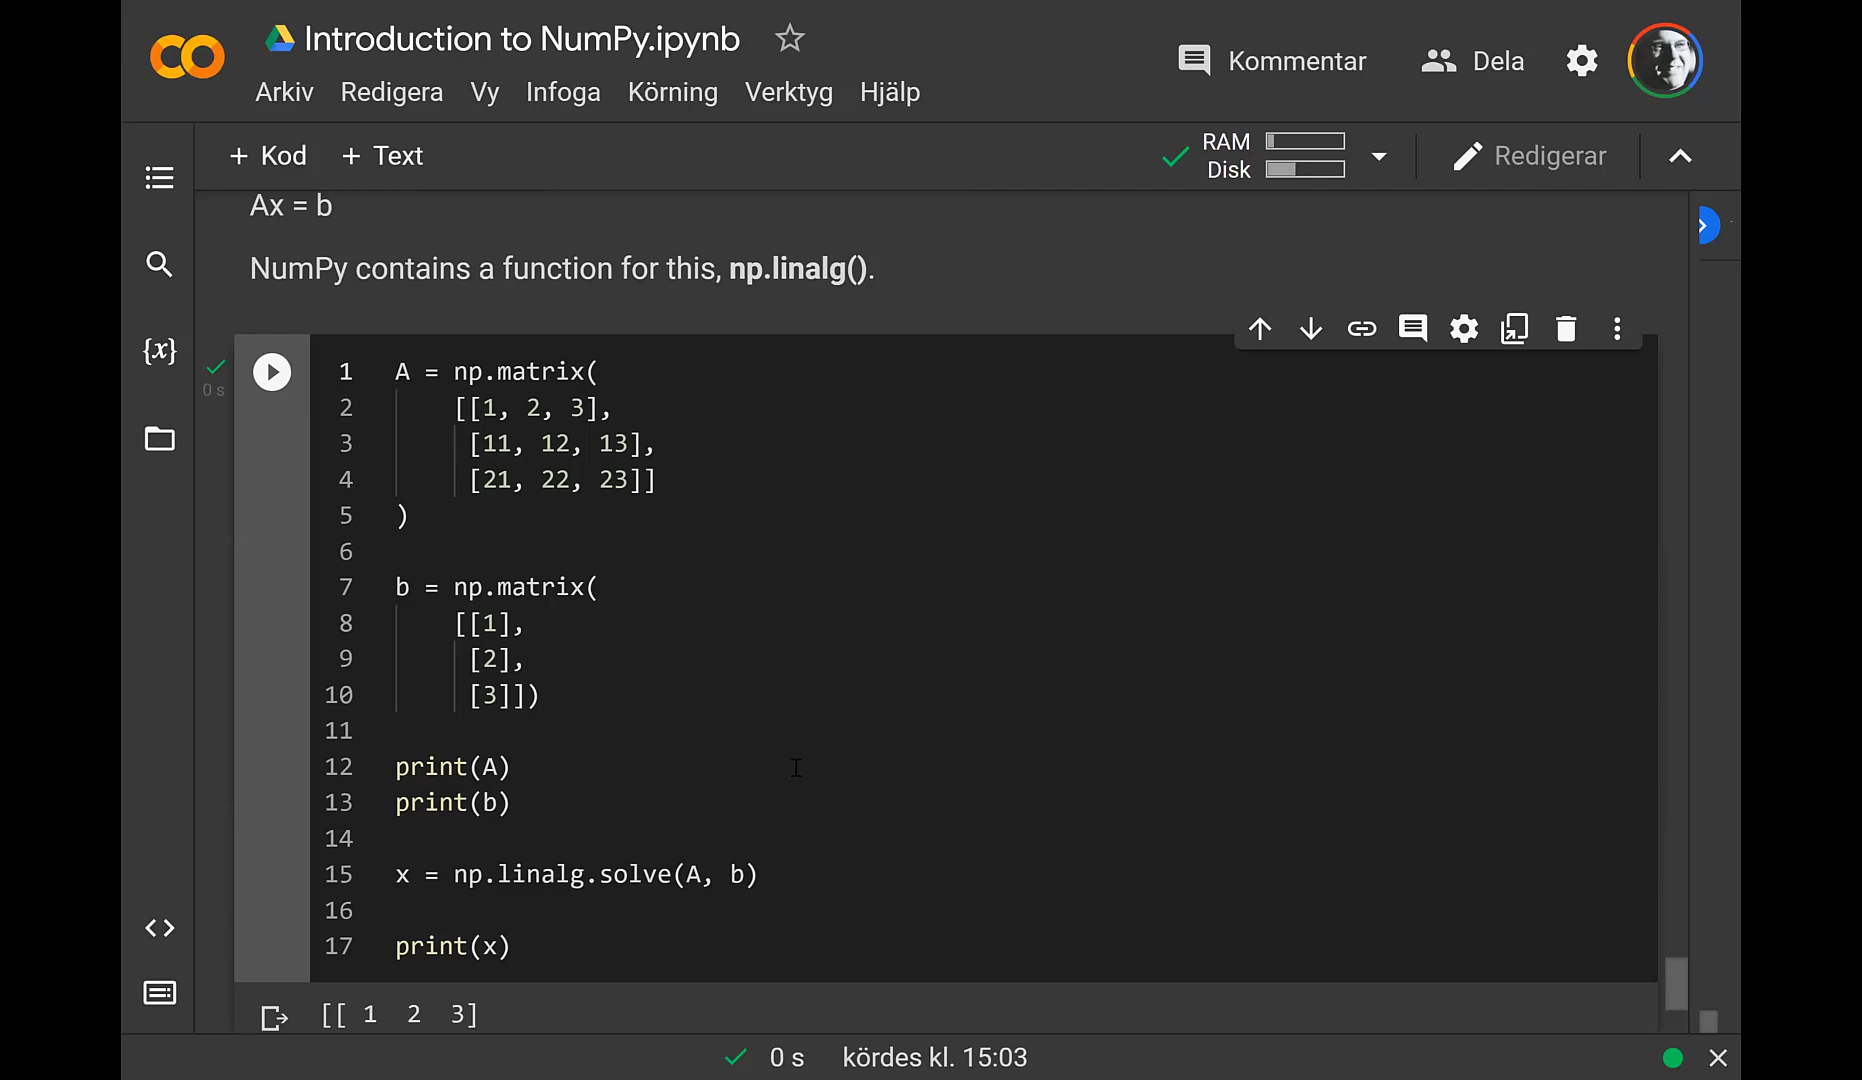 Introduction to NumPy.ipynb
Kommentar
Dela
Arkiv Redigera Vy Infoga Körning Verktyg Hjälp
+ Kod + Text
RAM
Disk
Redigerar
Ax = b
NumPy contains a function for this, np.linalg().
{x}
0 s
1 A = np.matrix(
2 [[1, 2, 3],
3 [11, 12, 13],
4 [21, 22, 23]]
5 )
6
7 b = np.matrix(
8 [[1],
9 [2],
10 [3]])
11
12 print(A)
13 print(b)
14
15 x = np.linalg.solve(A, b)
16
17 print(x)
[[ 1 2 3]
0 s kördes kl. 15:03